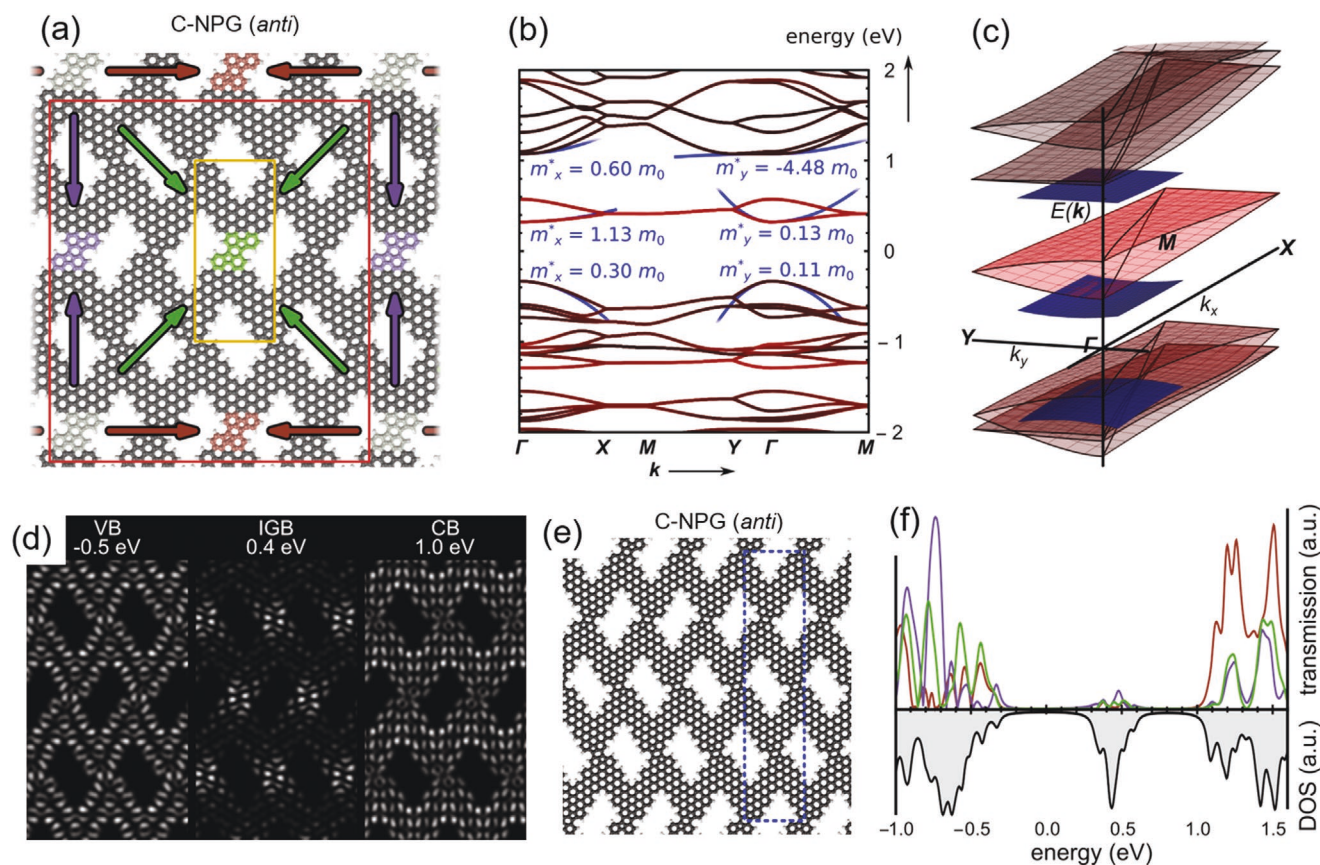 (a)
C-NPG (anti)
(b)
energy (eV)
2
1
0
− 1
− 2
m*x = 0.60 m0
m*y = -4.48 m0
m*x = 1.13 m0
m*y = 0.13 m0
m*x = 0.30 m0
m*y = 0.11 m0
Γ X M Y Γ M
k
(c)
E(k)
M
X
kx
Y
Γ
ky
(d)
VB
-0.5 eV
IGB
0.4 eV
CB
1.0 eV
(e)
C-NPG (anti)
(f)
transmission (a.u.)
DOS (a.u.)
−1.0 −0.5 0.0 0.5 1.0 1.5
energy (eV)